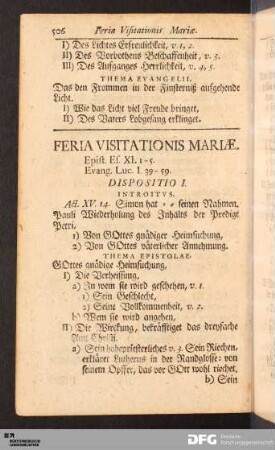 506 Feria Visitationis Mariæ.
I) Des Lichtes Erfreulichkeit, v. 1, 2.
II) Des Vorbothens Beschaffenheit, v. 3.
III) Des Aufganges Herrlichkeit, v. 4, 5.
THEMA EVANGELII.
Das den Frommen in der Finsternuß aufgehende
Licht.
I) Wie das Licht viel Freude bringet,
II) Des Vaters Lobgesang erklinget.
FERIA VISITATIONIS MARIÆ.
Epist. Es. XI. 1-5.
Evang. Luc. I. 39-59.
DISPOSITIO I.
INTROITUS.
Act. XV. 14. Simon hat = = seinen Nahmen.
Pauli Wiederholung des Inhalts der Predigt
Petri,
1) Von GOttes gnädiger Heimsuchung,
2) Von GOttes väterlicher Annehmung.
THEMA EPISTOLAE.
GOttes gnädige Heimsuchung.
I) Die Verheissung.
a) In wem sie wird geschehen, v. 1.
1) Sein Geschlecht,
2) Seine Vollkommenheit, v. 2.
b) Wem sie wird angehen.
II) Die Würckung, bekräfftiget das dreyfache
Amt Christi.
a) Sein hohepriesterliches v. 3. Sein Riechen,
erkläret Lutherus in der Randglosse: von
seinem Opffer, das vor GOtt wohl riechet,
b) Sein
DFG